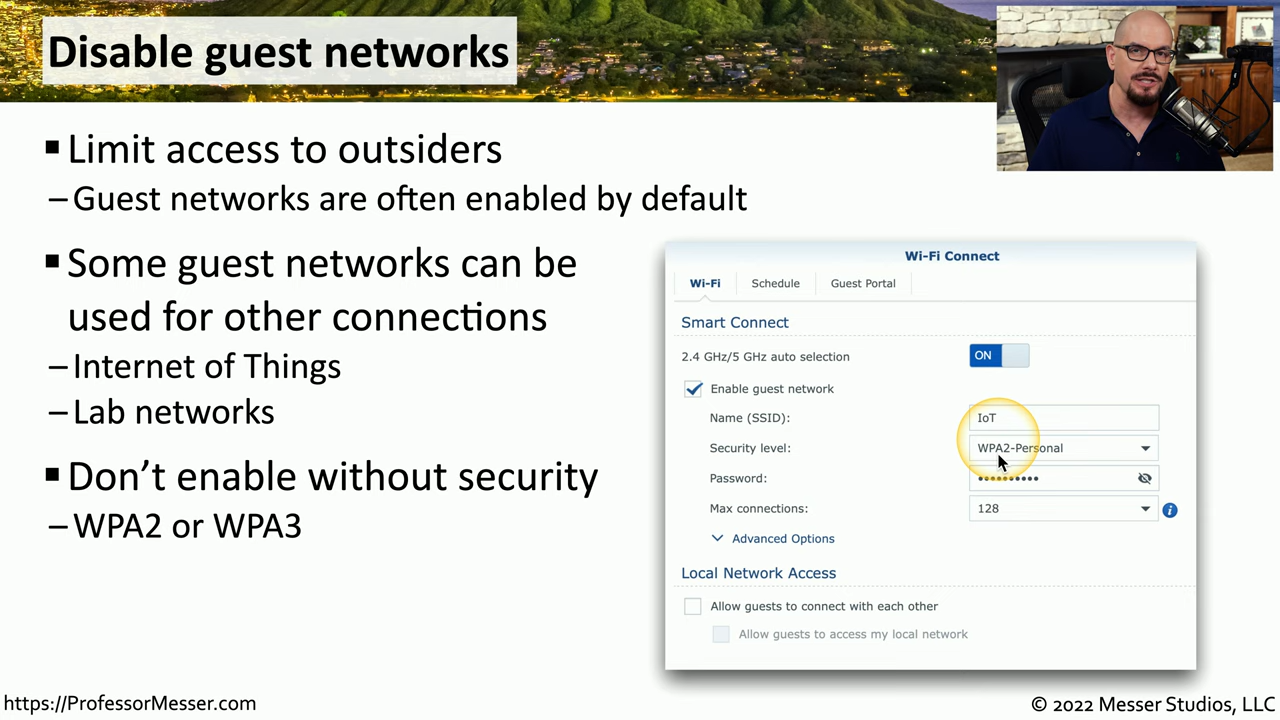 Disable guest networks
▪ Limit access to outsiders
– Guest networks are often enabled by default
▪ Some guest networks can be
used for other connections
– Internet of Things
– Lab networks
▪ Don’t enable without security
– WPA2 or WPA3
Wi-Fi Connect
Wi-Fi Schedule Guest Portal
Smart Connect
2.4 GHz/5 GHz auto selection ON
Enable guest network
Name (SSID): IoT
Security level: WPA2-Personal
Password: ••••••••••
Max connections: 128
Advanced Options
Local Network Access
Allow guests to connect with each other
Allow guests to access my local network
https://ProfessorMesser.com
© 2022 Messer Studios, LLC